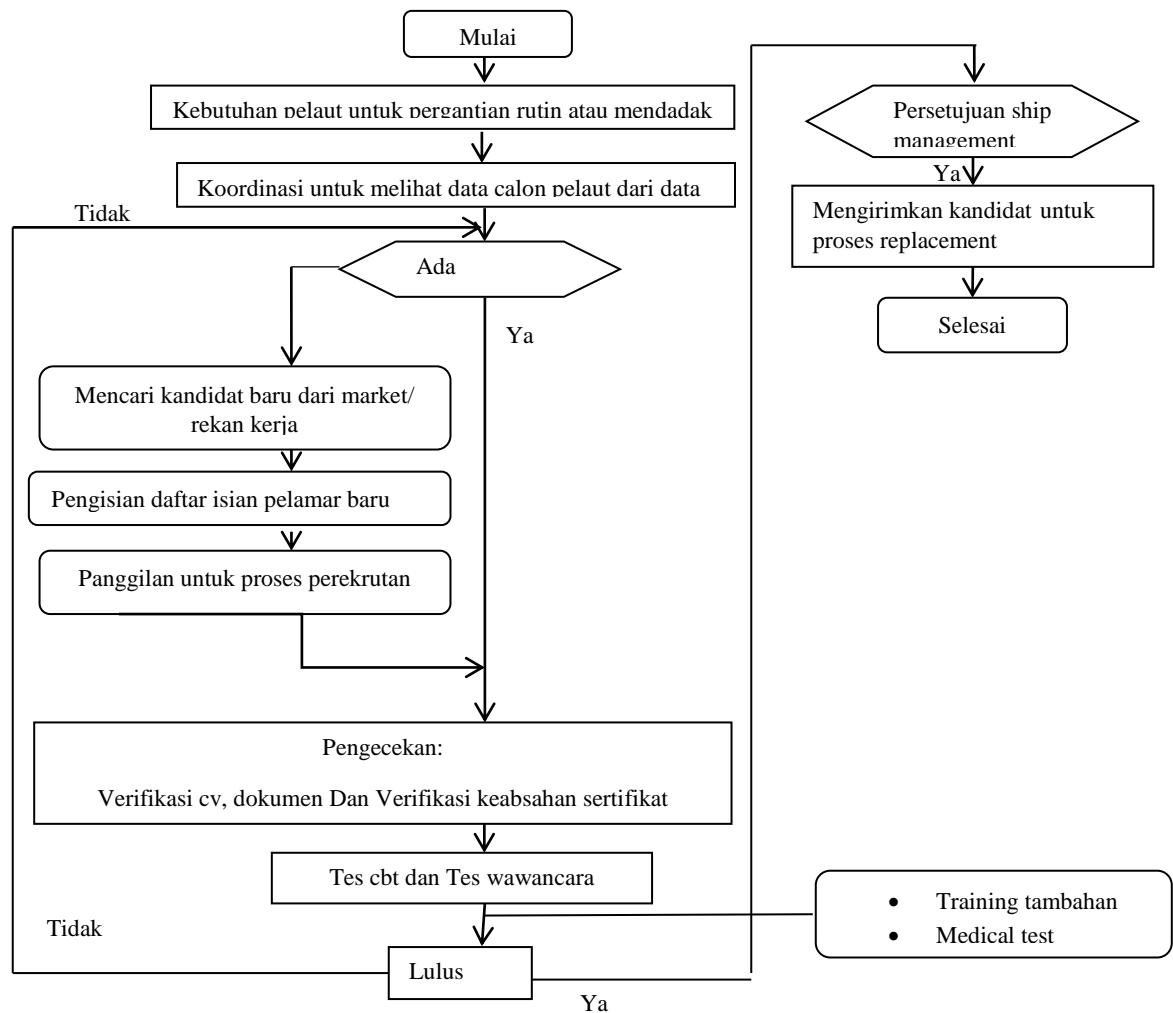 Mulai
Kebutuhan pelaut untuk pergantian rutin atau mendadak
Koordinasi untuk melihat data calon pelaut dari data
Tidak
Ada
Ya
Mencari kandidat baru dari market/
rekan kerja
Pengisian daftar isian pelamar baru
Panggilan untuk proses perekrutan
Pengecekan:
Verifikasi cv, dokumen Dan Verifikasi keabsahan sertifikat
Tes cbt dan Tes wawancara
• Training tambahan
• Medical test
Tidak
Lulus
Ya
Persetujuan ship
management
Ya
Mengirimkan kandidat untuk
proses replacement
Selesai